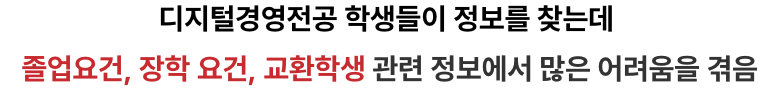 디지털경영전공 학생들이 정보를 찾는데
졸업요건, 장학 요건, 교환학생 관련 정보에서 많은 어려움을 겪음